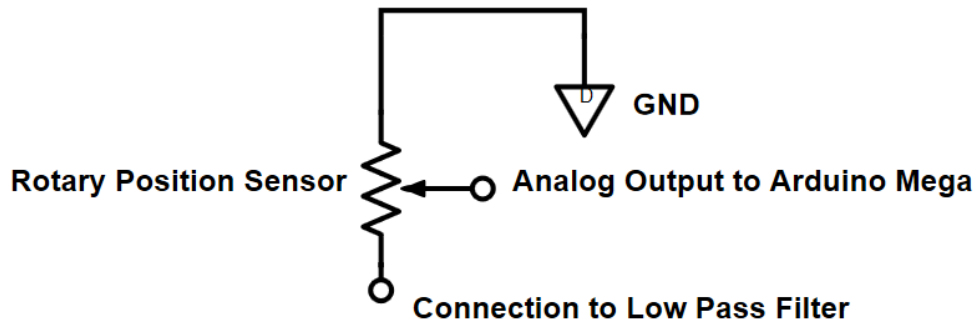 D
GND
Rotary Position Sensor
Analog Output to Arduino Mega
Connection to Low Pass Filter